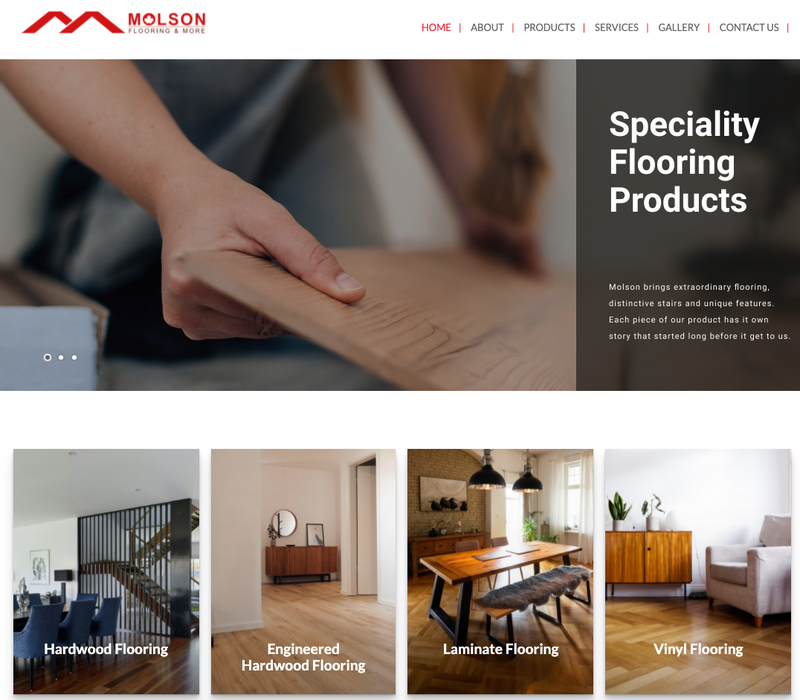 MOLSON
FLOORING & MORE
HOME | ABOUT | PRODUCTS | SERVICES | GALLERY | CONTACT US |
Speciality
Flooring
Products
Molson brings extraordinary flooring,
distinctive stairs and unique features.
Each piece of our product has it own
story that started long before it get to us.
Hardwood Flooring
Engineered
Hardwood Flooring
Laminate Flooring
Vinyl Flooring